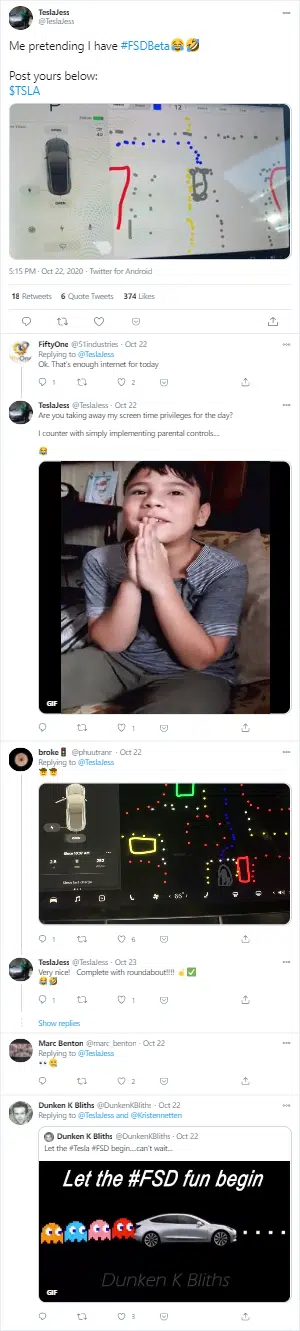 TeslaJess
@TeslaJess
Me pretending I have #FSDBeta😂🤣
Post yours below:
$TSLA
12
5:15 PM · Oct 22, 2020 · Twitter for Android
18 Retweets 6 Quote Tweets 374 Likes
FiftyOne @51industries · Oct 22
Replying to @TeslaJess
Ok. That's enough internet for today
1 2
TeslaJess @TeslaJess · Oct 22
Are you taking away my screen time privileges for the day?
I counter with simply implementing parental controls...
😂
GIF
1
broke🚦 @phuutranr · Oct 22
Replying to @TeslaJess
🤠🤠
1 6
TeslaJess @TeslaJess · Oct 23
Very nice! Complete with roundabout!!!! ☝✅
😂🤣
1 1
Show replies
Marc Benton @marc_benton · Oct 22
Replying to @TeslaJess
2
Dunken K Bliths @DunkenKBliths · Oct 22
Replying to @TeslaJess and @Kristennetten
Dunken K Bliths @DunkenKBliths · Oct 22
Let the #Tesla #FSD begin....can't wait...
Let the #FSD fun begin
Dunken K Bliths
GIF
3